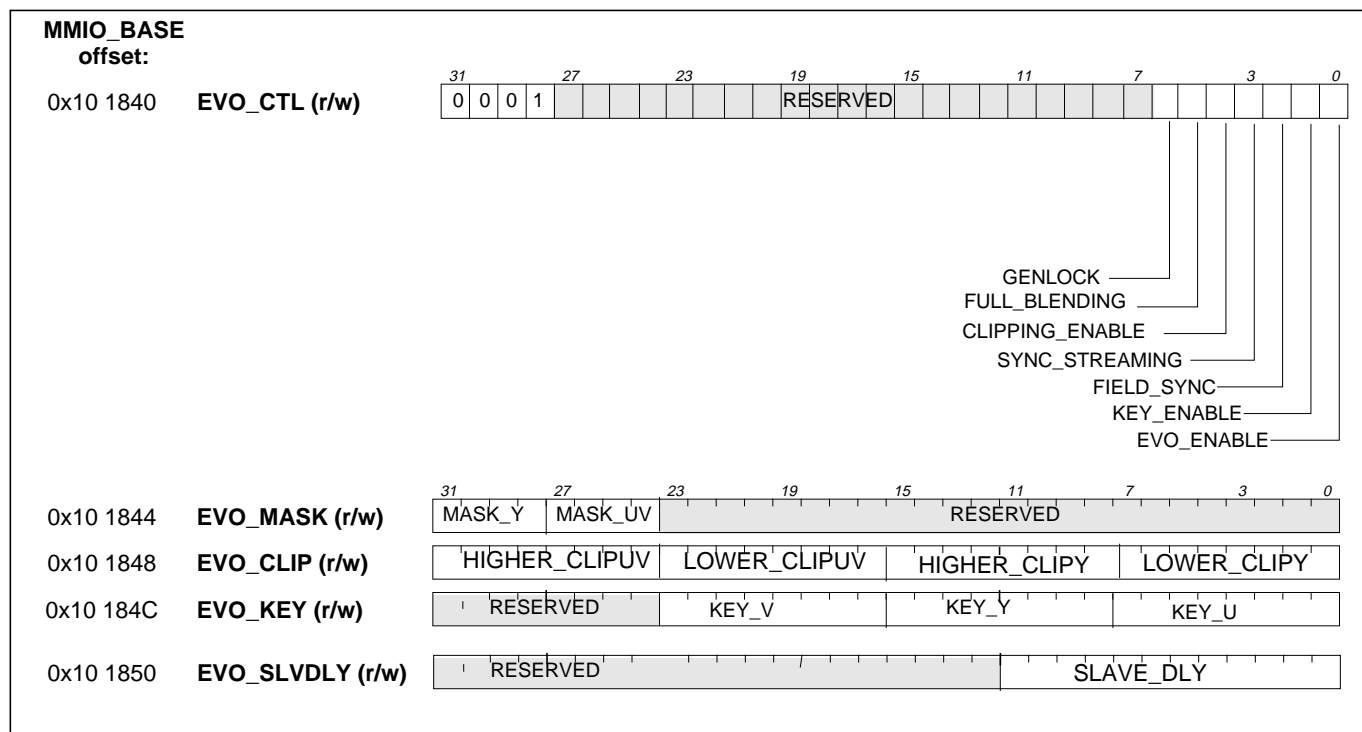 MMIO_BASE
offset:
31 27 23 19 15 11 7 3 0
0x10 1840 EVO_CTL (r/w) 0 0 0 1 RESERVED
GENLOCK
FULL_BLENDING
CLIPPING_ENABLE
SYNC_STREAMING
FIELD_SYNC
KEY_ENABLE
EVO_ENABLE
31 27 23 19 15 11 7 3 0
0x10 1844 EVO_MASK (r/w) MASK_Y MASK_UV RESERVED
0x10 1848 EVO_CLIP (r/w) HIGHER_CLIPUV LOWER_CLIPUV HIGHER_CLIPY LOWER_CLIPY
0x10 184C EVO_KEY (r/w) RESERVED KEY_V KEY_Y KEY_U
0x10 1850 EVO_SLVDLY (r/w) RESERVED SLAVE_DLY